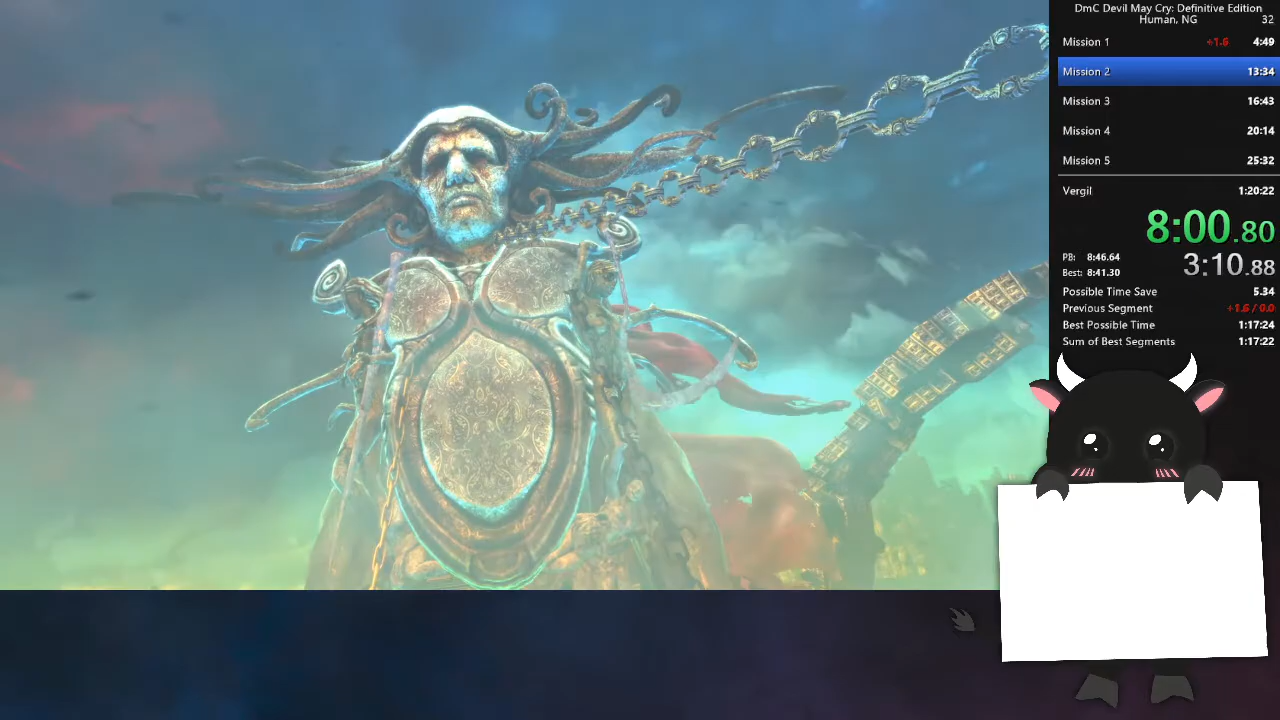 DmC Devil May Cry: Definitive Edition
Human, NG 32
Mission 1 +1.6 4:49
Mission 2 13:34
Mission 3 16:43
Mission 4 20:14
Mission 5 25:32
Vergil 1:20:22
8:00.80
PB: 8:46.64
Best: 8:41.30
3:10.88
Possible Time Save 5.34
Previous Segment +1.6 / 0.0
Best Possible Time 1:17:24
Sum of Best Segments 1:17:22